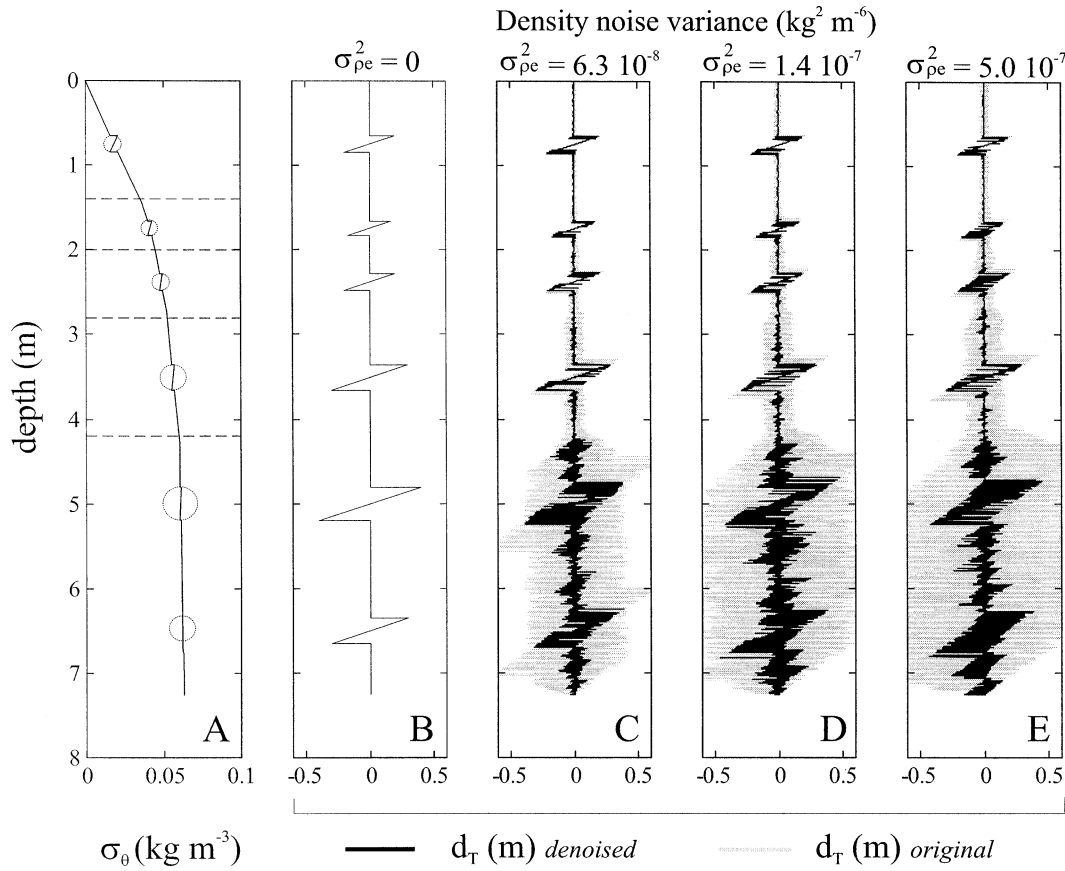 Density noise variance (kg² m⁻⁶)
σ²ρe = 0
σ²ρe = 6.3 10⁻⁸
σ²ρe = 1.4 10⁻⁷
σ²ρe = 5.0 10⁻⁷
depth (m)
0
1
2
3
4
5
6
7
8
A
B
C
D
E
0 0.05 0.1
-0.5 0 0.5
-0.5 0 0.5
-0.5 0 0.5
-0.5 0 0.5
σθ (kg m⁻³)
dT (m) denoised
dT (m) original